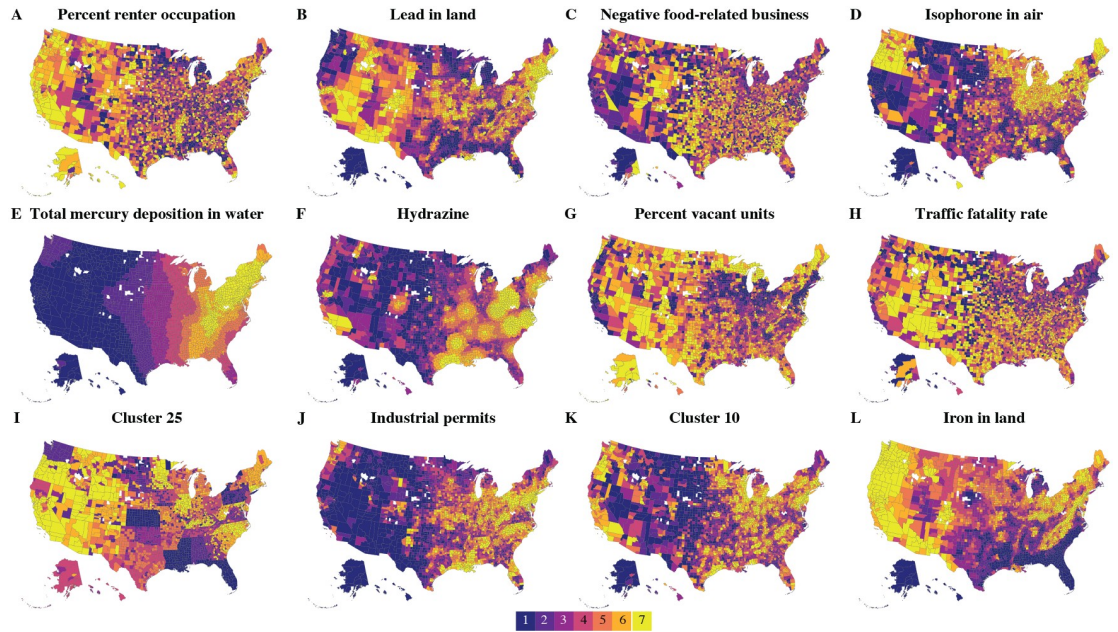 A Percent renter occupation
B Lead in land
C Negative food-related business
D Isophorone in air
E Total mercury deposition in water
F Hydrazine
G Percent vacant units
H Traffic fatality rate
I Cluster 25
J Industrial permits
K Cluster 10
L Iron in land
1 2 3 4 5 6 7